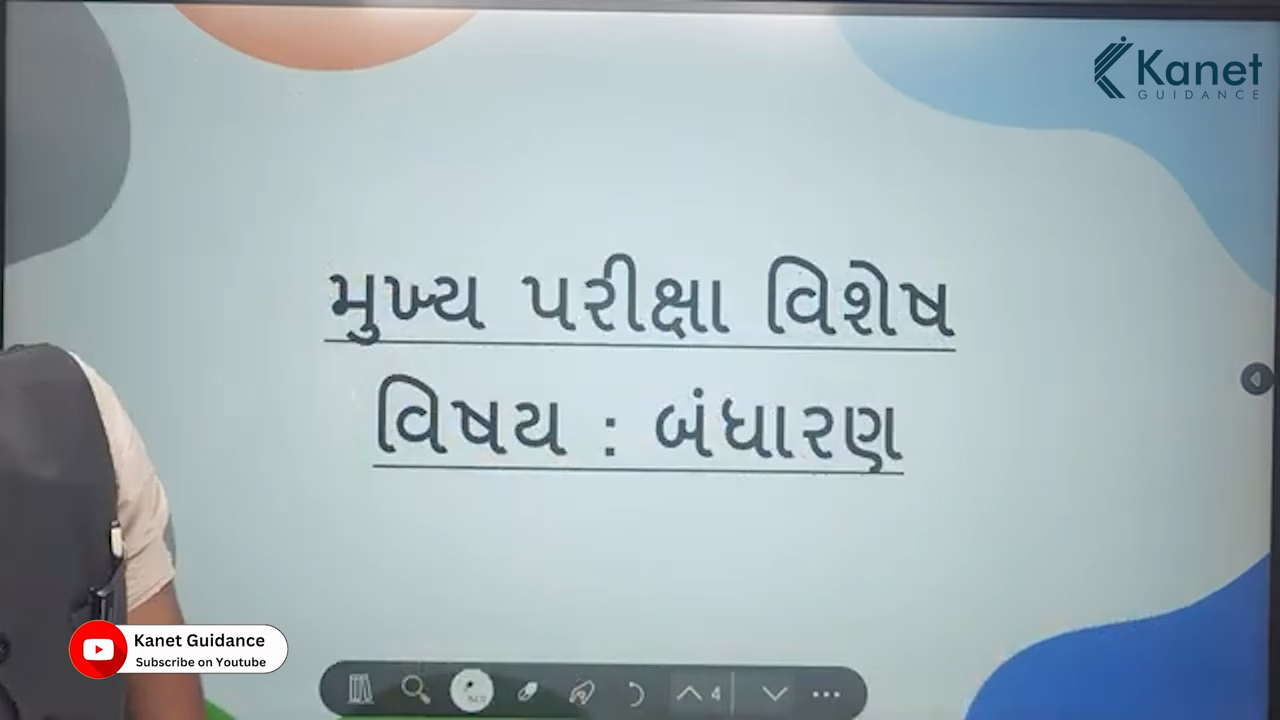 Kanet
GUIDANCE
મુખ્ય પરીક્ષા વિશેષ
વિષય : બંધારણ
Kanet Guidance
Subscribe on Youtube
4